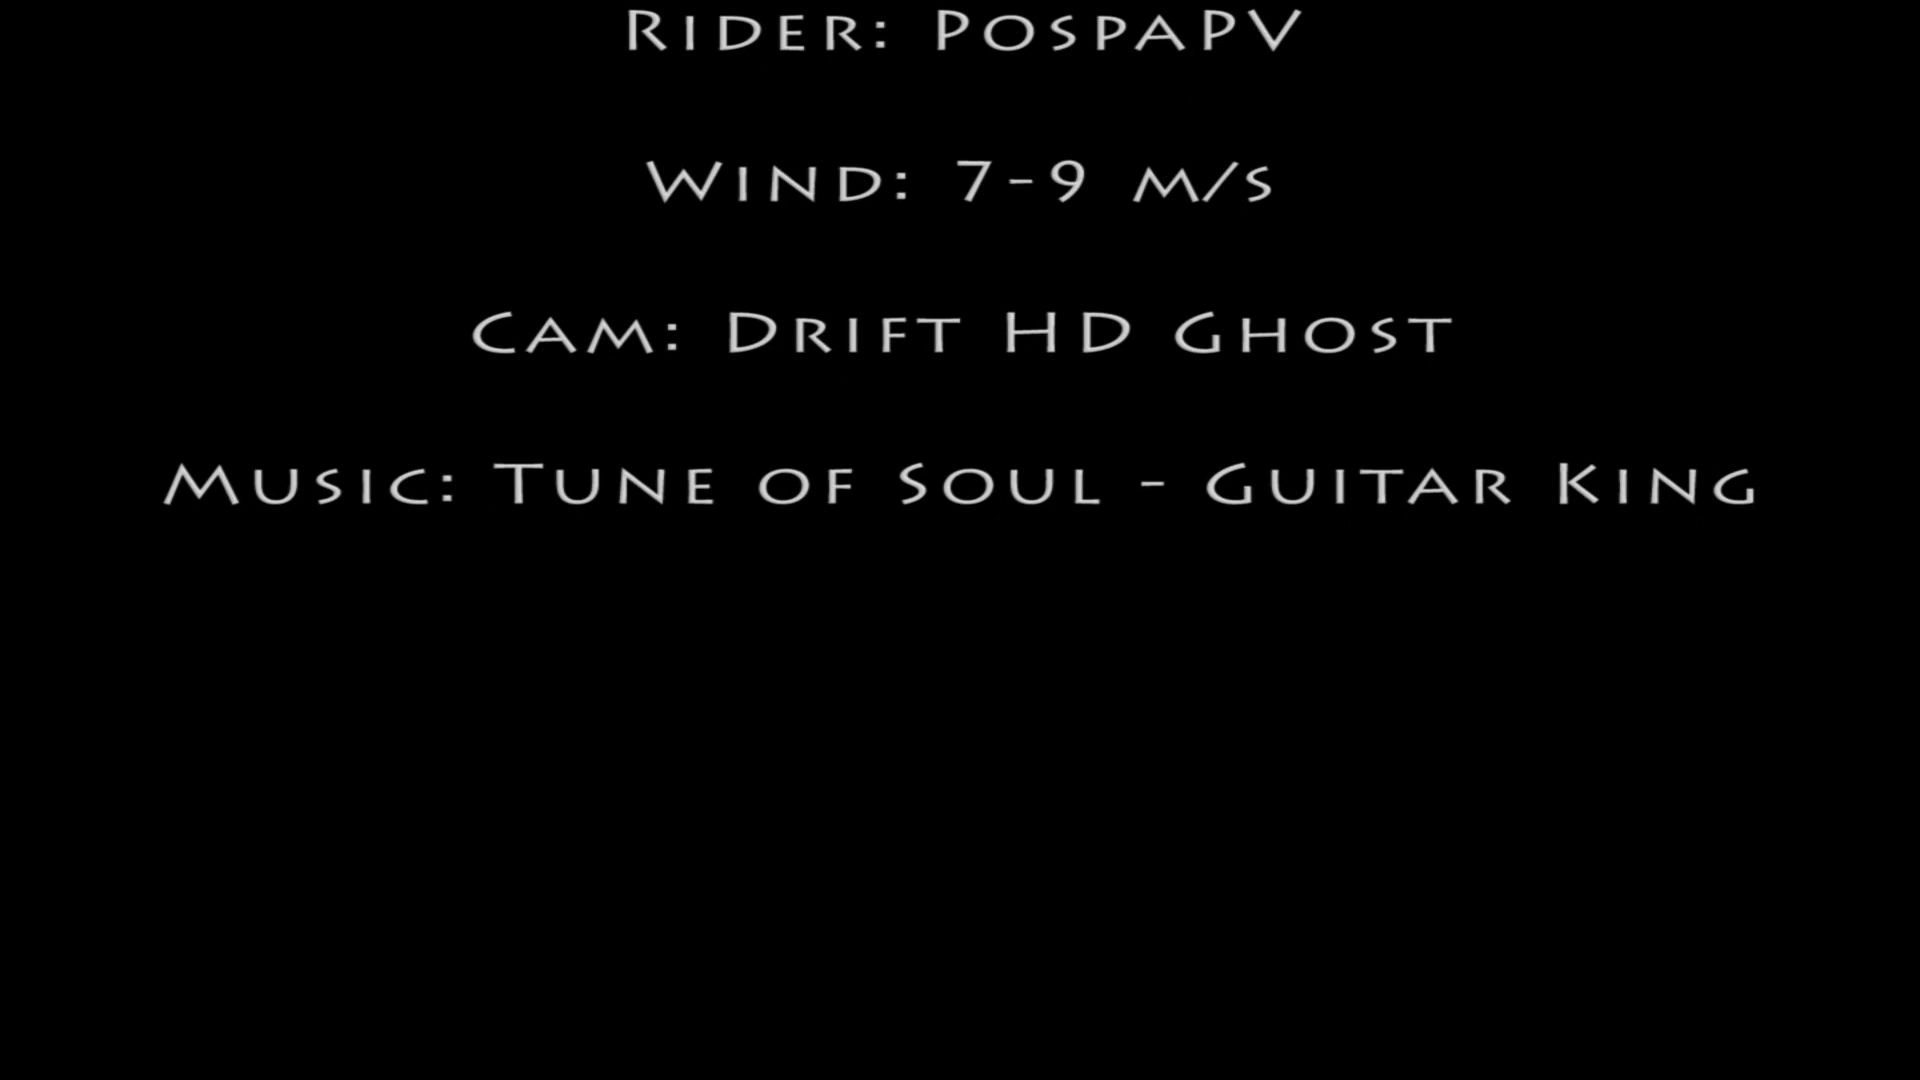 Rider: PospaPV
Wind: 7-9 m/s
Cam: Drift HD Ghost
Music: Tune of Soul - Guitar King